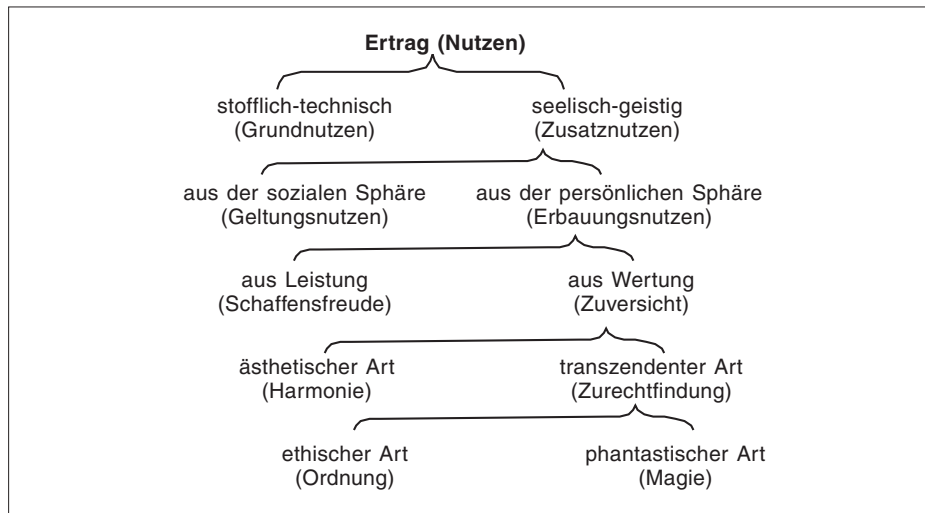 Ertrag (Nutzen)
stofflich-technisch
(Grundnutzen)
seelisch-geistig
(Zusatznutzen)
aus der sozialen Sphäre
(Geltungsnutzen)
aus der persönlichen Sphäre
(Erbauungsnutzen)
aus Leistung
(Schaffensfreude)
aus Wertung
(Zuversicht)
ästhetischer Art
(Harmonie)
transzendenter Art
(Zurechtfindung)
ethischer Art
(Ordnung)
phantastischer Art
(Magie)